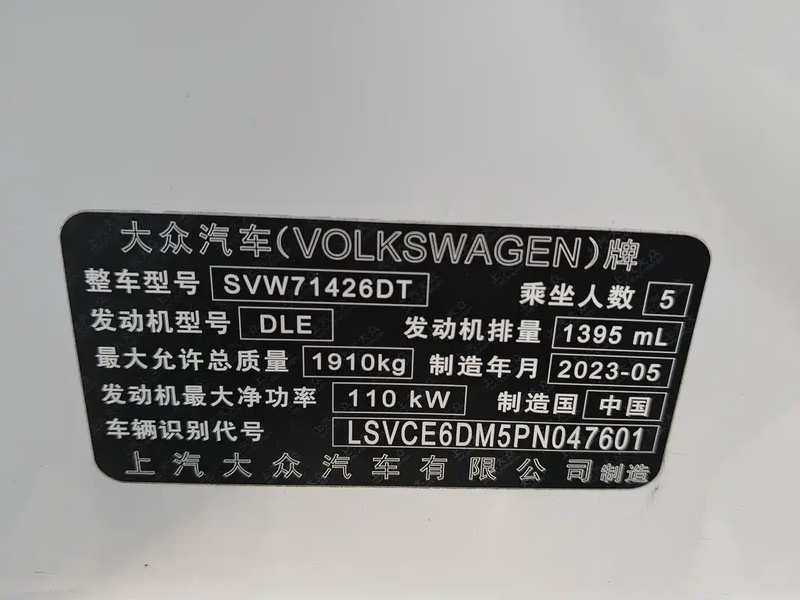 大众汽车(VOLKSWAGEN)牌
整车型号 SVW71426DT 乘坐人数 5
发动机型号 DLE 发动机排量 1395 mL
最大允许总质量 1910kg 制造年月 2023-05
发动机最大净功率 110 kW 制造国 中国
车辆识别代号 LSVCE6DM5PN047601
上汽大众汽车有限公司制造